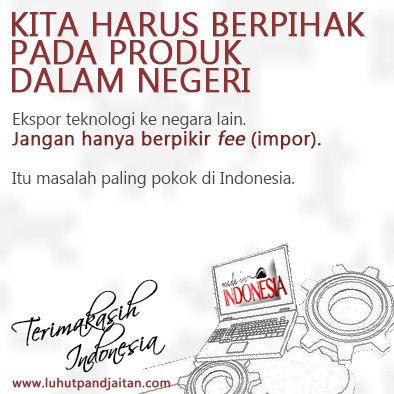 KITA HARUS BERPIHAK
PADA PRODUK
DALAM NEGERI
Ekspor teknologi ke negara lain.
Jangan hanya berpikir fee (impor).
Itu masalah paling pokok di Indonesia.
made in
INDONESIA
Terimakasih
Indonesia
www.luhutpandjaitan.com